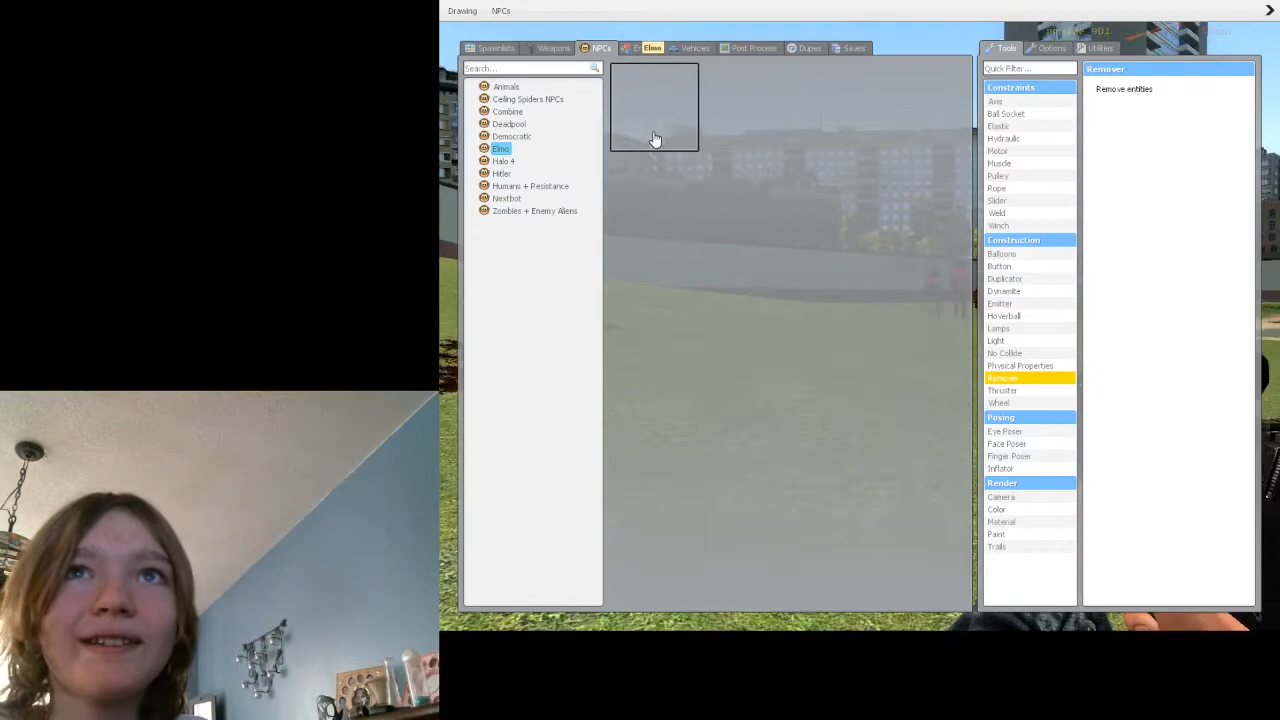 Drawing NPCs
Spawnlists Weapons NPCs Elmo Vehicles Post Process Dupes Saves
Tools Options Utilities
Search...
Animals
Ceiling Spiders NPCs
Combine
Deadpool
Democratic
Elmo
Halo 4
Hitler
Humans + Resistance
Nextbot
Zombies + Enemy Aliens
Quick Filter...
Constraints
Axis
Ball Socket
Elastic
Hydraulic
Motor
Muscle
Pulley
Rope
Slider
Weld
Winch
Construction
Balloons
Button
Duplicator
Dynamite
Emitter
Hoverball
Lamps
Light
No Collide
Physical Properties
Remover
Thruster
Wheel
Posing
Eye Poser
Face Poser
Finger Poser
Inflator
Render
Camera
Color
Material
Paint
Trails
Remover
Remove entities